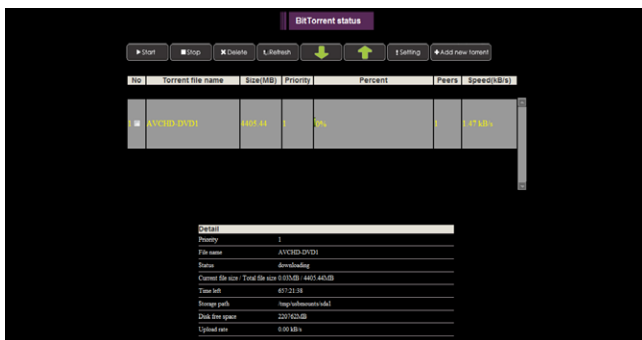 BitTorrent status
Start Stop Delete Refresh Setting Add new torrent
No Torrent file name Size(MB) Priority Percent Peers Speed(kB/s)
1 AVCHD-DVD1 4405.44 1 0% 1 1.47 kB/s
Detail
Priority 1
File name AVCHD-DVD1
Status downloading
Current file size / Total file size 0.03MB / 4405.44MB
Time left 657:21:38
Storage path /tmp/usbmounts/sda1
Disk free space 220762MB
Upload rate 0.00 kB/s